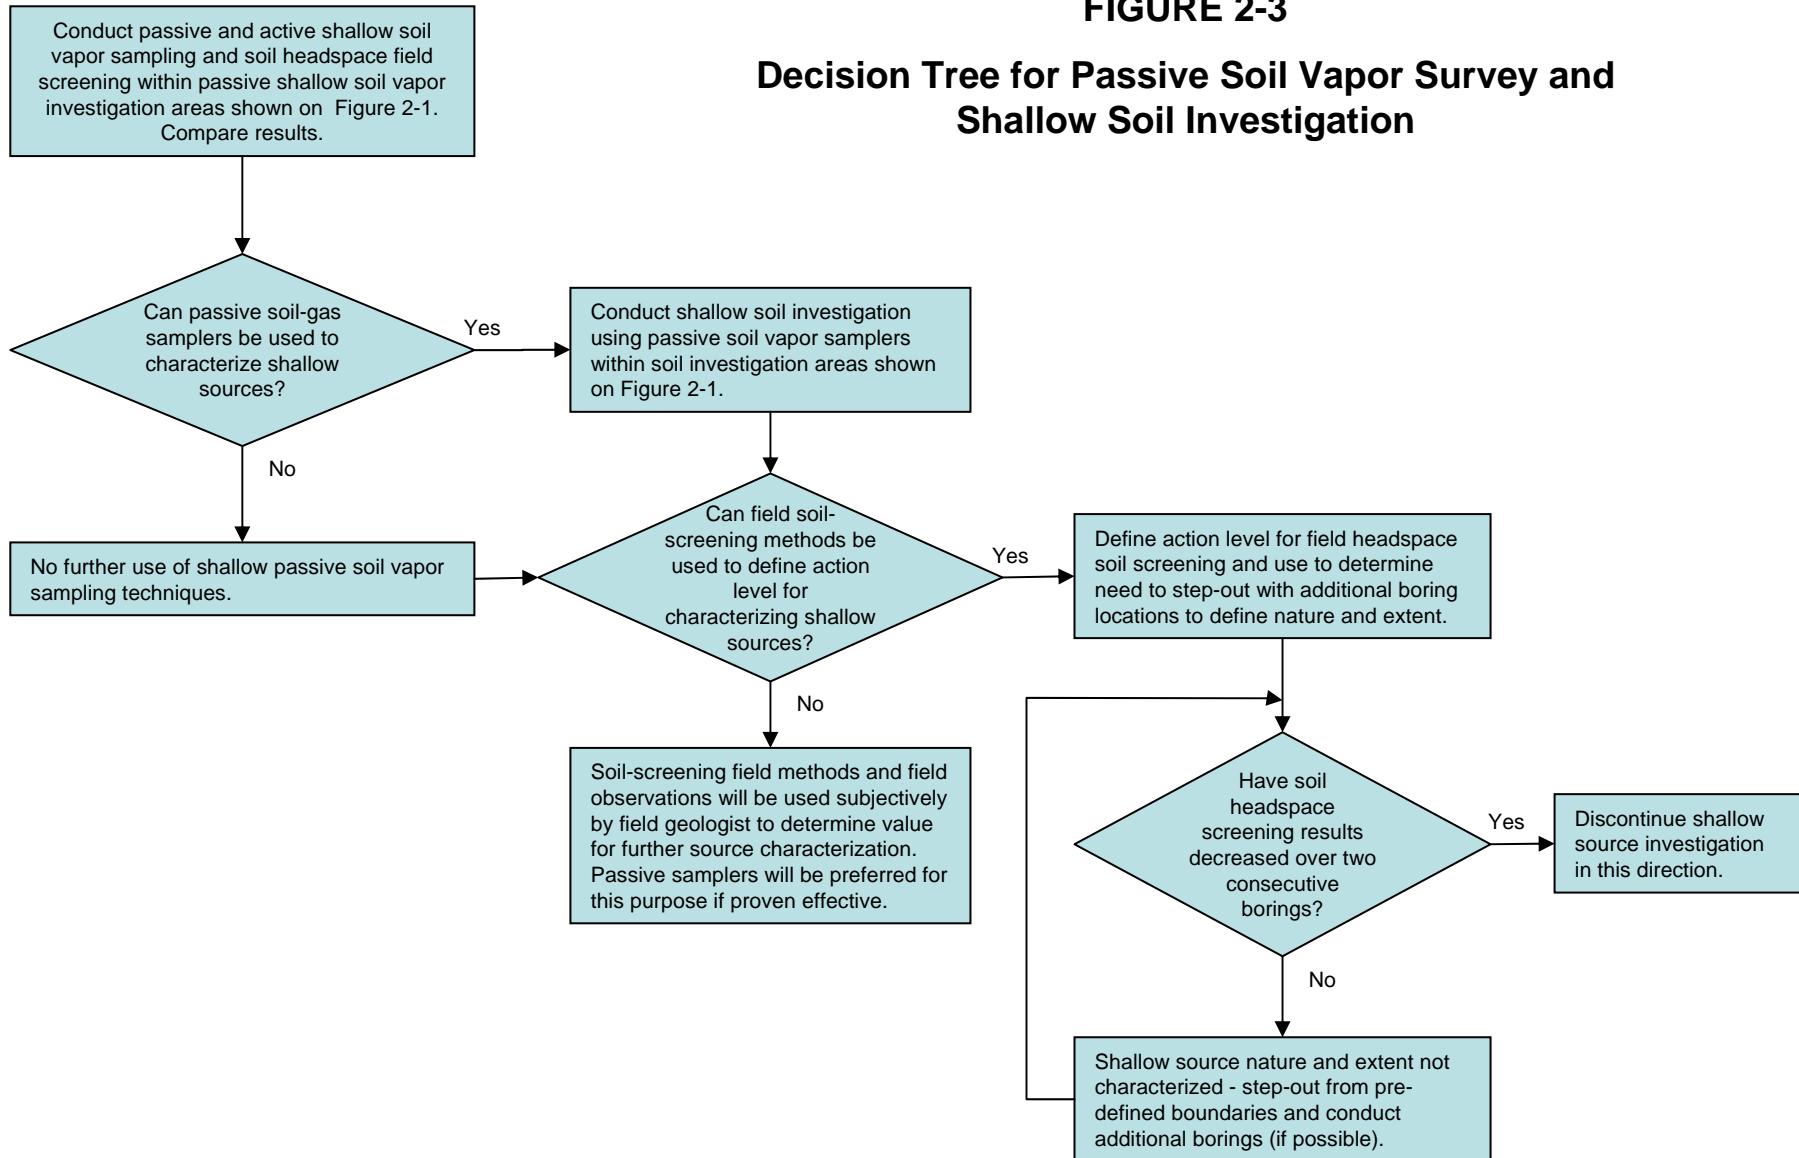 FIGURE 2-3
Decision Tree for Passive Soil Vapor Survey and
Shallow Soil Investigation
Conduct passive and active shallow soil
vapor sampling and soil headspace field
screening within passive shallow soil vapor
investigation areas shown on  Figure 2-1.
Compare results.
Can passive soil-gas
samplers be used to
characterize shallow
sources?
Yes
No
Conduct shallow soil investigation
using passive soil vapor samplers
within soil investigation areas shown
on Figure 2-1.
No further use of shallow passive soil vapor
sampling techniques.
Can field soil-
screening methods be
used to define action
level for
characterizing shallow
sources?
Yes
No
Define action level for field headspace
soil screening and use to determine
need to step-out with additional boring
locations to define nature and extent.
Soil-screening field methods and field
observations will be used subjectively
by field geologist to determine value
for further source characterization.
Passive samplers will be preferred for
this purpose if proven effective.
Have soil
headspace
screening results
decreased over two
consecutive
borings?
Yes
No
Discontinue shallow
source investigation
in this direction.
Shallow source nature and extent not
characterized - step-out from pre-
defined boundaries and conduct
additional borings (if possible).